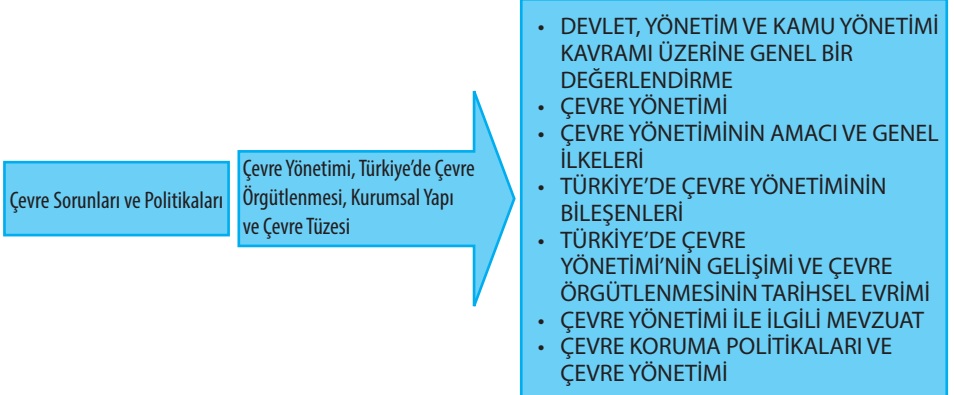 Çevre Sorunları ve Politikaları
Çevre Yönetimi, Türkiye'de Çevre
Örgütlenmesi, Kurumsal Yapı
ve Çevre Tüzesi
• DEVLET, YÖNETİM VE KAMU YÖNETİMİ
KAVRAMI ÜZERİNE GENEL BİR
DEĞERLENDİRME
• ÇEVRE YÖNETİMİ
• ÇEVRE YÖNETİMİNİN AMACI VE GENEL
İLKELERİ
• TÜRKİYE'DE ÇEVRE YÖNETİMİNİN
BİLEŞENLERİ
• TÜRKİYE'DE ÇEVRE
YÖNETİMİ'NİN GELİŞİMİ VE ÇEVRE
ÖRGÜTLENMESİNİN TARİHSEL EVRİMİ
• ÇEVRE YÖNETİMİ İLE İLGİLİ MEVZUAT
• ÇEVRE KORUMA POLİTİKALARI VE
ÇEVRE YÖNETİMİ